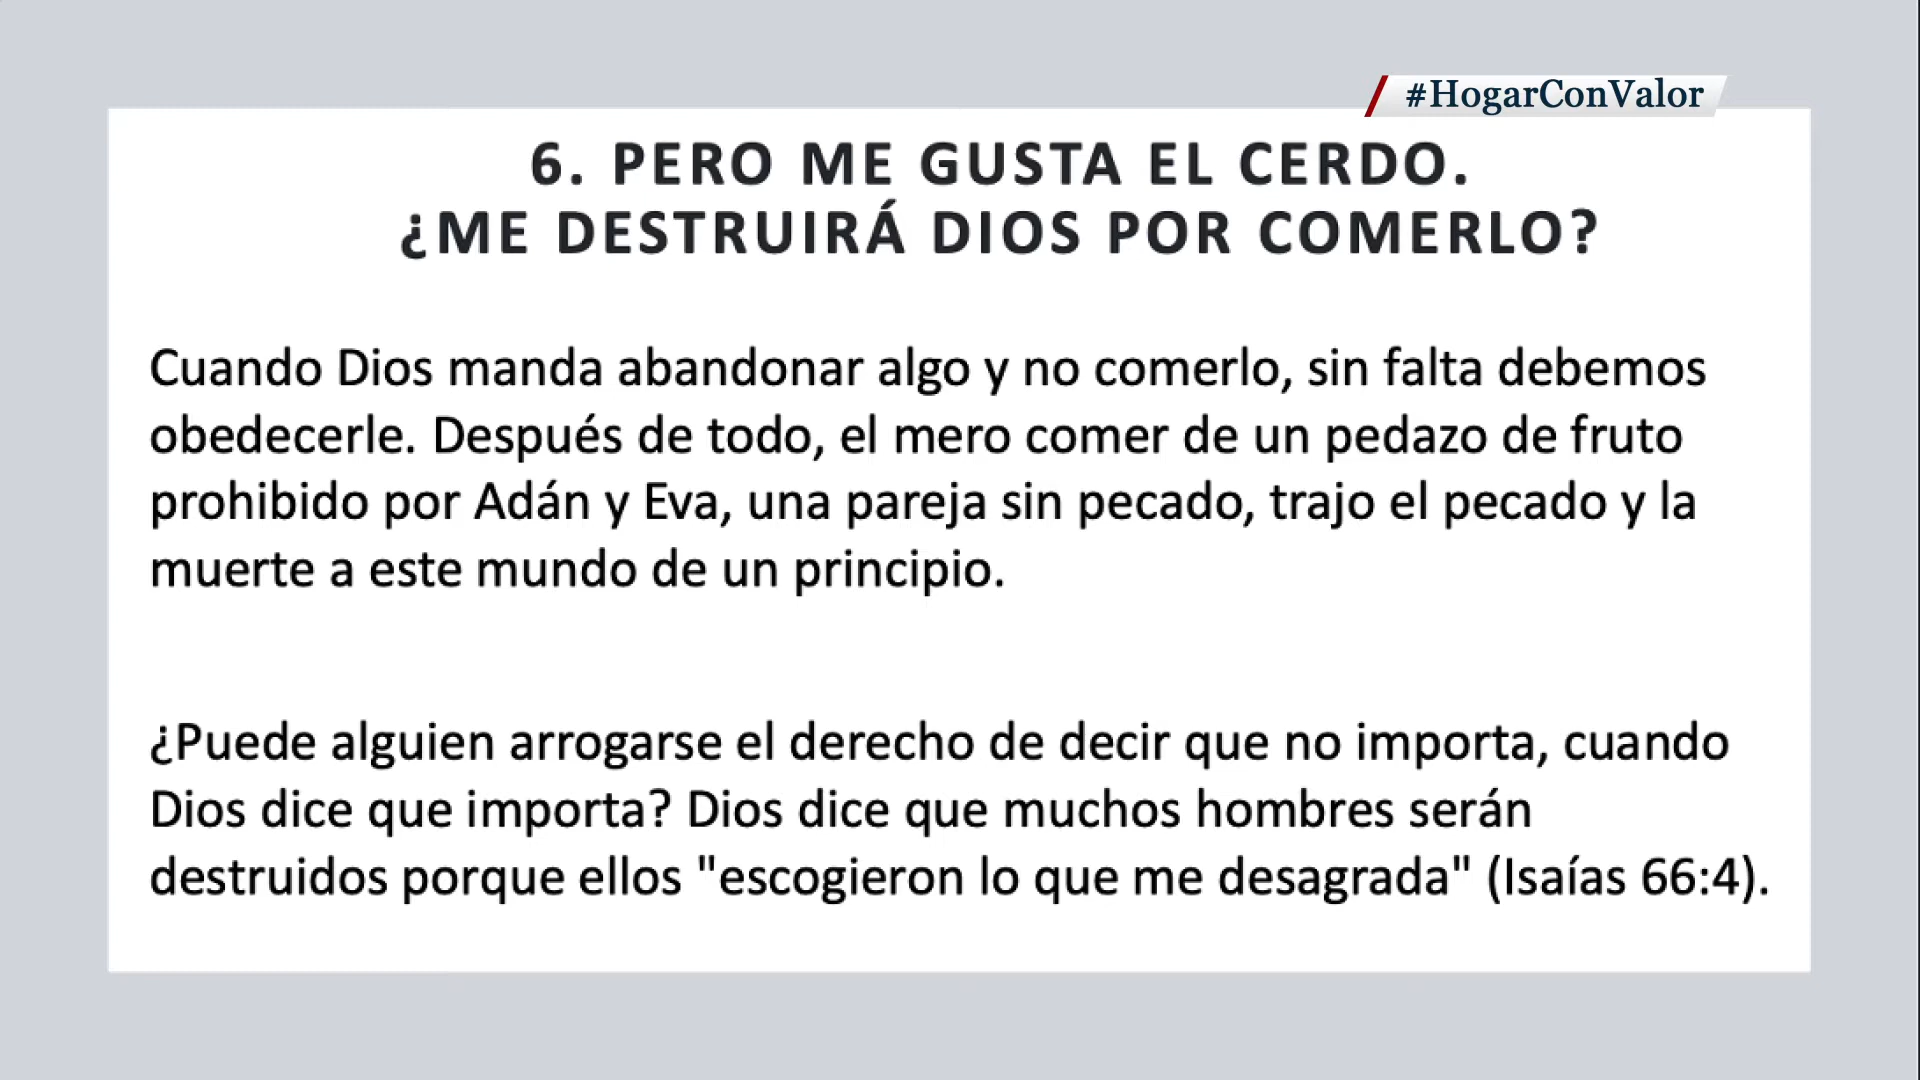 #HogarConValor
6. PERO ME GUSTA EL CERDO.
¿ME DESTRUIRÁ DIOS POR COMERLO?
Cuando Dios manda abandonar algo y no comerlo, sin falta debemos
obedecerle. Después de todo, el mero comer de un pedazo de fruto
prohibido por Adán y Eva, una pareja sin pecado, trajo el pecado y la
muerte a este mundo de un principio.
¿Puede alguien arrogarse el derecho de decir que no importa, cuando
Dios dice que importa? Dios dice que muchos hombres serán
destruidos porque ellos "escogieron lo que me desagrada" (Isaías 66:4).